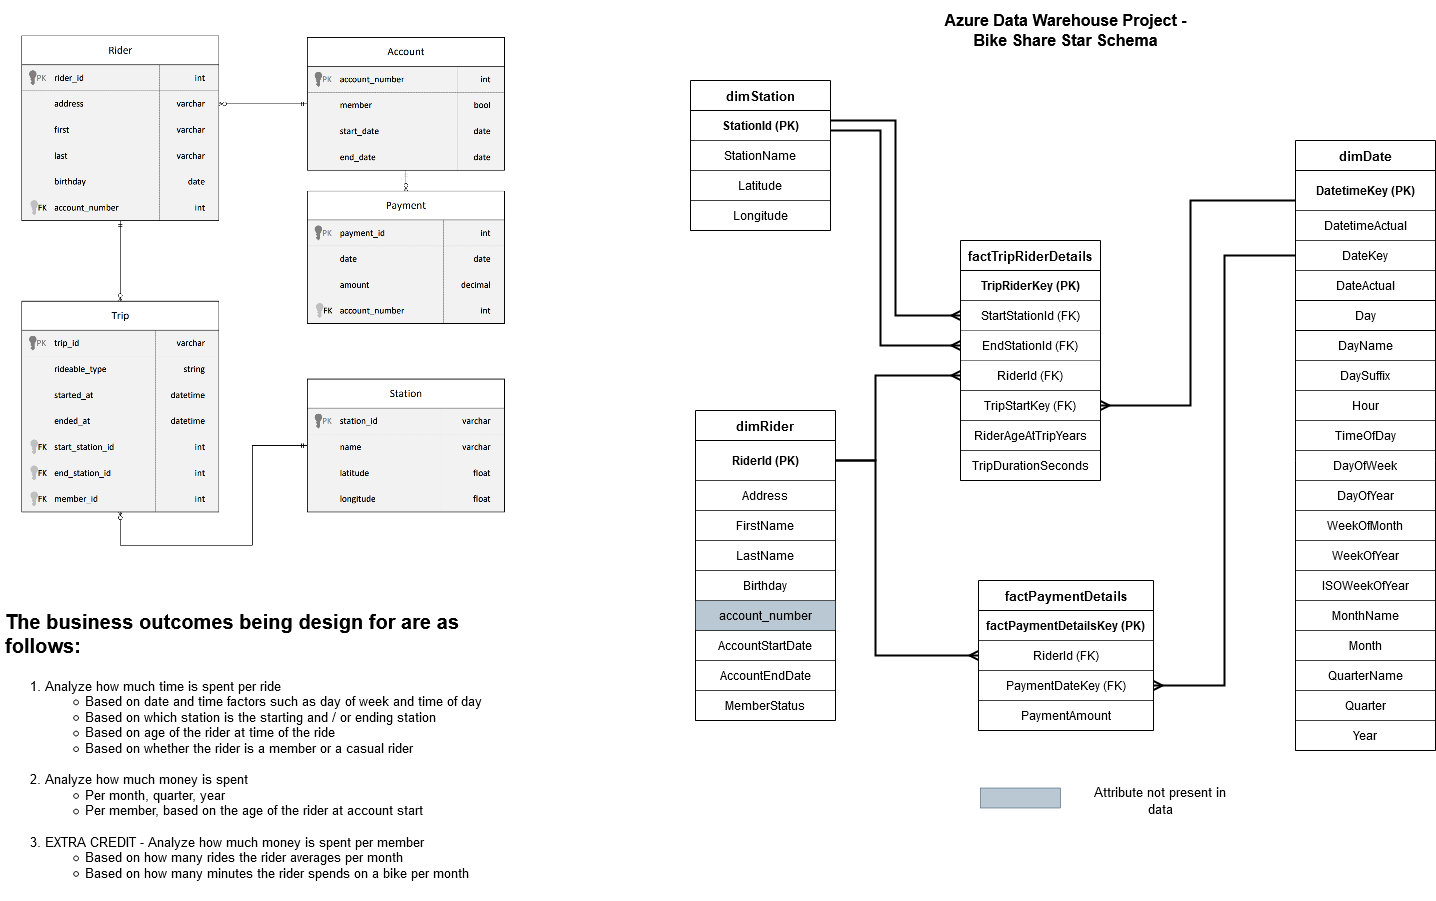 Rider
PK rider_id int
address varchar
first varchar
last varchar
birthday date
FK account_number int
Account
PK account_number int
member bool
start_date date
end_date date
Payment
PK payment_id int
date date
amount decimal
FK account_number int
Trip
PK trip_id varchar
rideable_type string
started_at datetime
ended_at datetime
FK start_station_id int
FK end_station_id int
FK member_id int
Station
PK station_id varchar
name varchar
latitude float
longitude float
The business outcomes being design for are as
follows:
1. Analyze how much time is spent per ride
Based on date and time factors such as day of week and time of day
Based on which station is the starting and / or ending station
Based on age of the rider at time of the ride
Based on whether the rider is a member or a casual rider
2. Analyze how much money is spent
Per month, quarter, year
Per member, based on the age of the rider at account start
3. EXTRA CREDIT - Analyze how much money is spent per member
Based on how many rides the rider averages per month
Based on how many minutes the rider spends on a bike per month
Azure Data Warehouse Project -
Bike Share Star Schema
dimStation
StationId (PK)
StationName
Latitude
Longitude
dimRider
RiderId (PK)
Address
FirstName
LastName
Birthday
account_number
AccountStartDate
AccountEndDate
MemberStatus
factTripRiderDetails
TripRiderKey (PK)
StartStationId (FK)
EndStationId (FK)
RiderId (FK)
TripStartKey (FK)
RiderAgeAtTripYears
TripDurationSeconds
factPaymentDetails
factPaymentDetailsKey (PK)
RiderId (FK)
PaymentDateKey (FK)
PaymentAmount
dimDate
DatetimeKey (PK)
DatetimeActual
DateKey
DateActual
Day
DayName
DaySuffix
Hour
TimeOfDay
DayOfWeek
DayOfYear
WeekOfMonth
WeekOfYear
ISOWeekOfYear
MonthName
Month
QuarterName
Quarter
Year
Attribute not present in
data